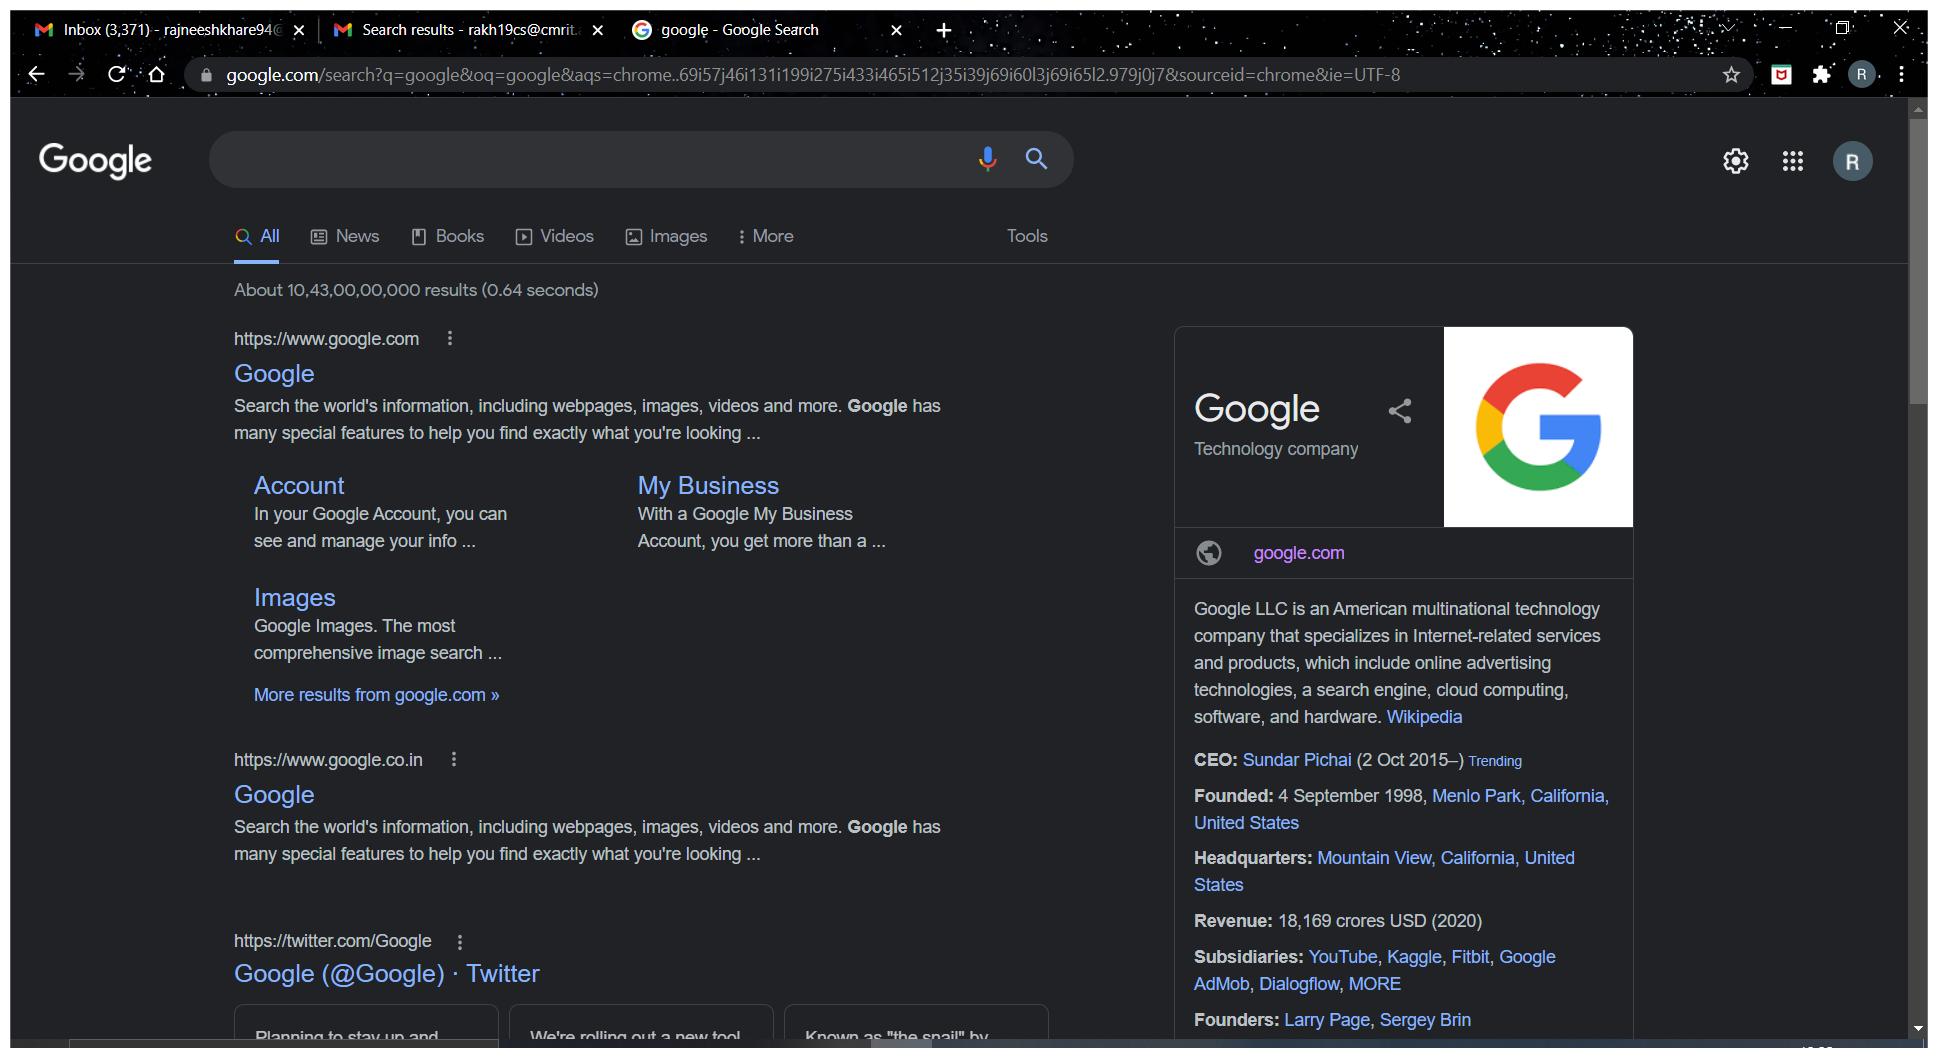 Inbox (3,371) - rajneeshkhare94@
Search results - rakh19cs@cmrit.
google - Google Search
google.com/search?q=google&oq=google&aqs=chrome..69i57j46i131i199i275i433i465i512j35i39j69i60l3j69i65l2.979j0j7&sourceid=chrome&ie=UTF-8
R
Google
R
All
News
Books
Videos
Images
More
Tools
About 10,43,00,00,000 results (0.64 seconds)
https://www.google.com
Google
Search the world's information, including webpages, images, videos and more. Google has
many special features to help you find exactly what you're looking ...
Account
In your Google Account, you can
see and manage your info ...
My Business
With a Google My Business
Account, you get more than a ...
Images
Google Images. The most
comprehensive image search ...
More results from google.com »
https://www.google.co.in
Google
Search the world's information, including webpages, images, videos and more. Google has
many special features to help you find exactly what you're looking ...
https://twitter.com/Google
Google (@Google) · Twitter
Planning to stay up and
We're rolling out a new tool
Known as "the snail" by
Google
Technology company
G
google.com
Google LLC is an American multinational technology
company that specializes in Internet-related services
and products, which include online advertising
technologies, a search engine, cloud computing,
software, and hardware. Wikipedia
CEO: Sundar Pichai (2 Oct 2015–) Trending
Founded: 4 September 1998, Menlo Park, California,
United States
Headquarters: Mountain View, California, United
States
Revenue: 18,169 crores USD (2020)
Subsidiaries: YouTube, Kaggle, Fitbit, Google
AdMob, Dialogflow, MORE
Founders: Larry Page, Sergey Brin